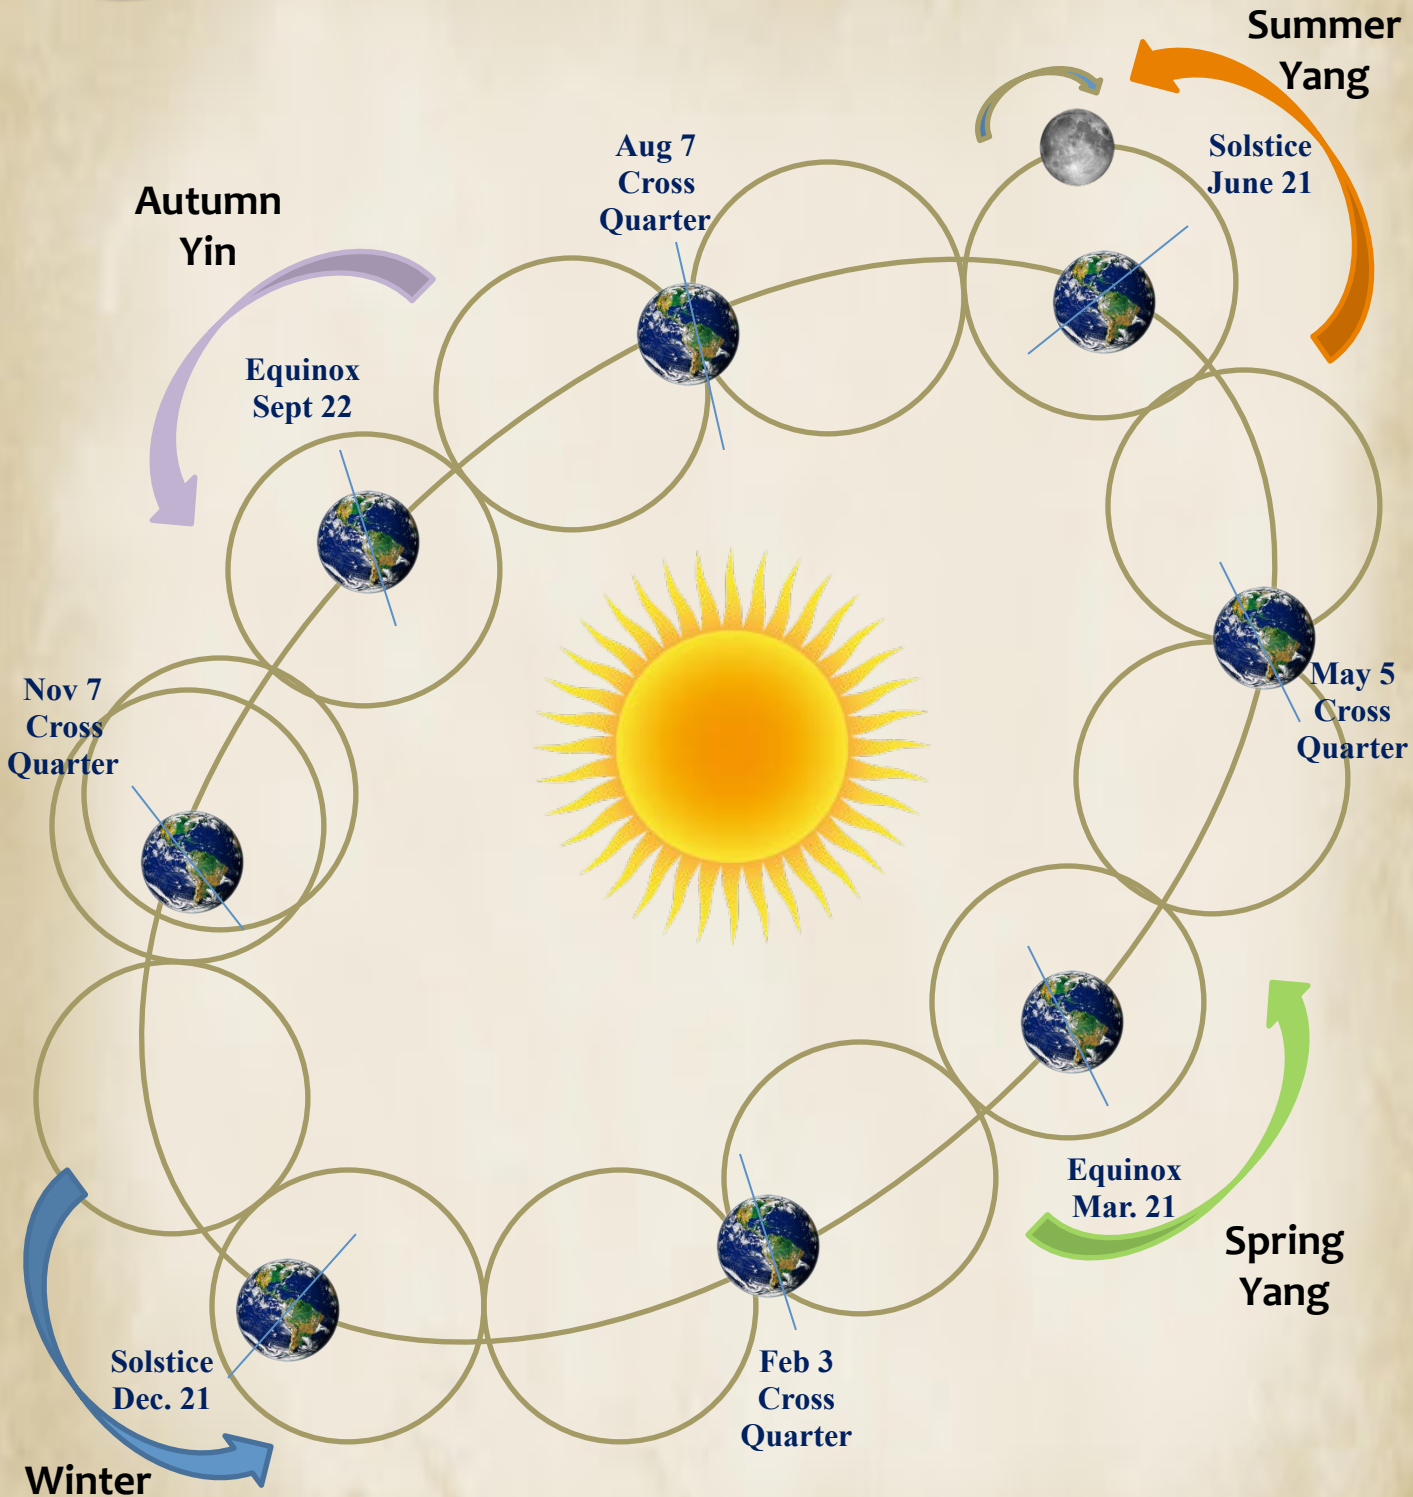 Summer
Yang
Solstice
June 21
Aug 7
Cross
Quarter
Autumn
Yin
Equinox
Sept 22
Nov 7
Cross
Quarter
May 5
Cross
Quarter
Equinox
Mar. 21
Spring
Yang
Solstice
Dec. 21
Feb 3
Cross
Quarter
Winter